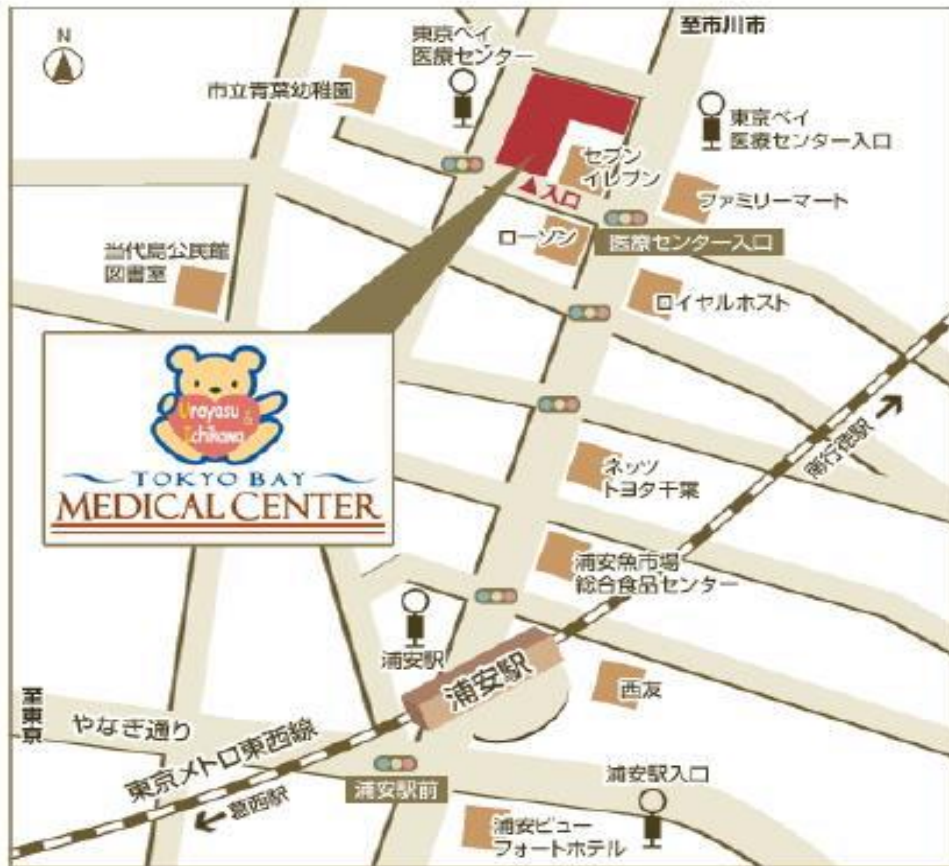 至市川市
N
東京ベイ
医療センター
市立青葉幼稚園
東京ベイ
医療センター入口
セブン
イレブン
入口
ファミリーマート
ローソン
医療センター入口
当代島公民館
図書室
ロイヤルホスト
Urayasu &
Ichikawa
TOKYO BAY
MEDICAL CENTER
南行徳駅
ネッツ
トヨタ千葉
浦安魚市場
総合食品センター
浦安駅
浦安駅
西友
至東京
やなぎ通り
東京メトロ東西線
葛西駅
浦安駅前
浦安駅入口
浦安ビュー
フォートホテル